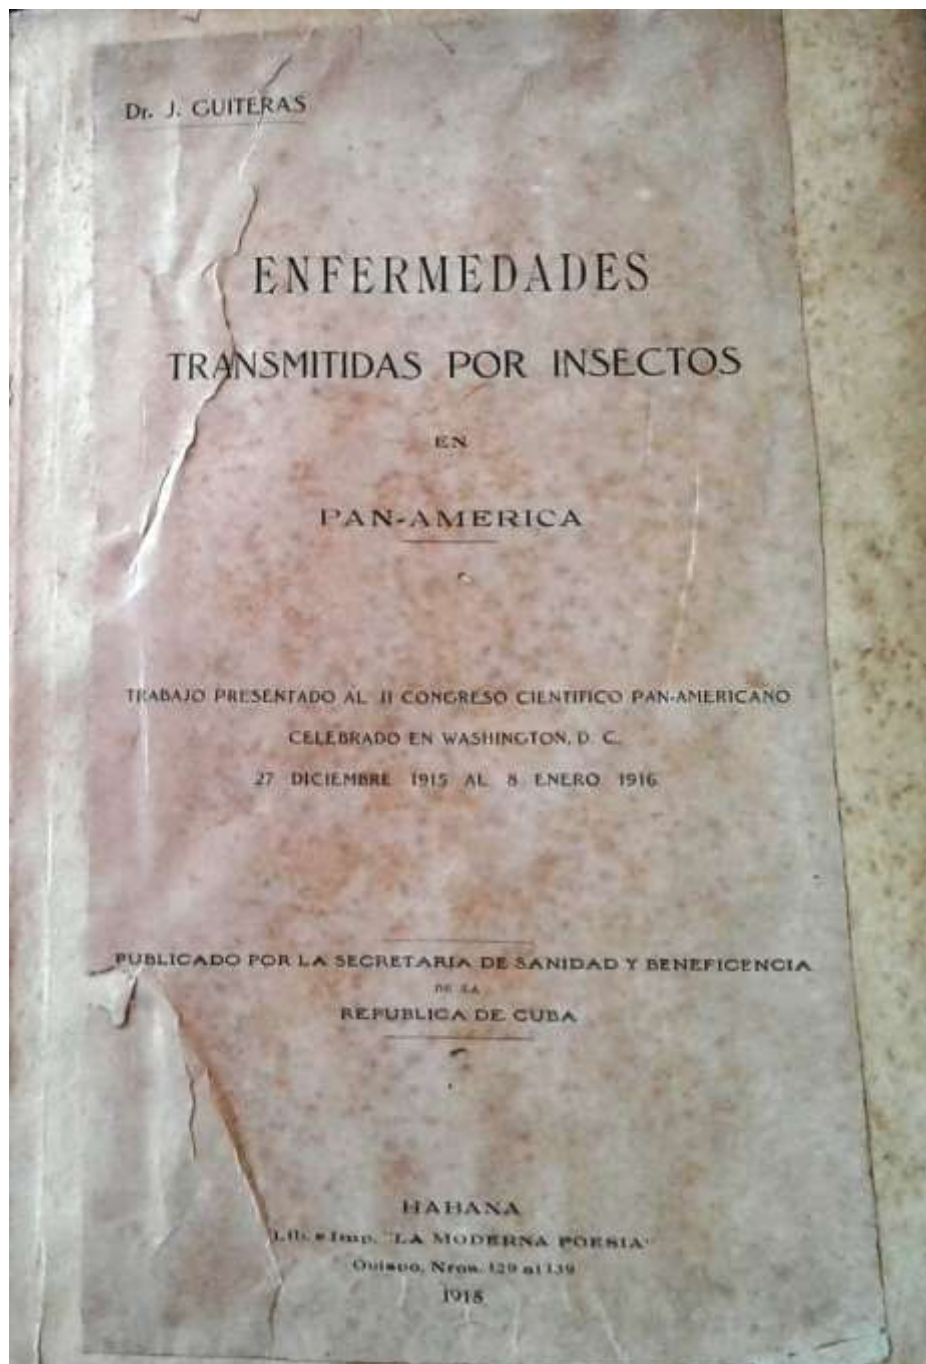 Dr. J. GUITERAS
ENFERMEDADES
TRANSMITIDAS POR INSECTOS
EN
PAN-AMERICA
TRABAJO PRESENTADO AL II CONGRESO CIENTIFICO PAN-AMERICANO
CELEBRADO EN WASHINGTON, D. C.
27 DICIEMBRE 1915 AL 8 ENERO 1916
PUBLICADO POR LA SECRETARIA DE SANIDAD Y BENEFICENCIA
DE LA
REPUBLICA DE CUBA
HABANA
Lib. e Imp. "LA MODERNA POESIA"
Obispo, Nros. 129 al 139
1915